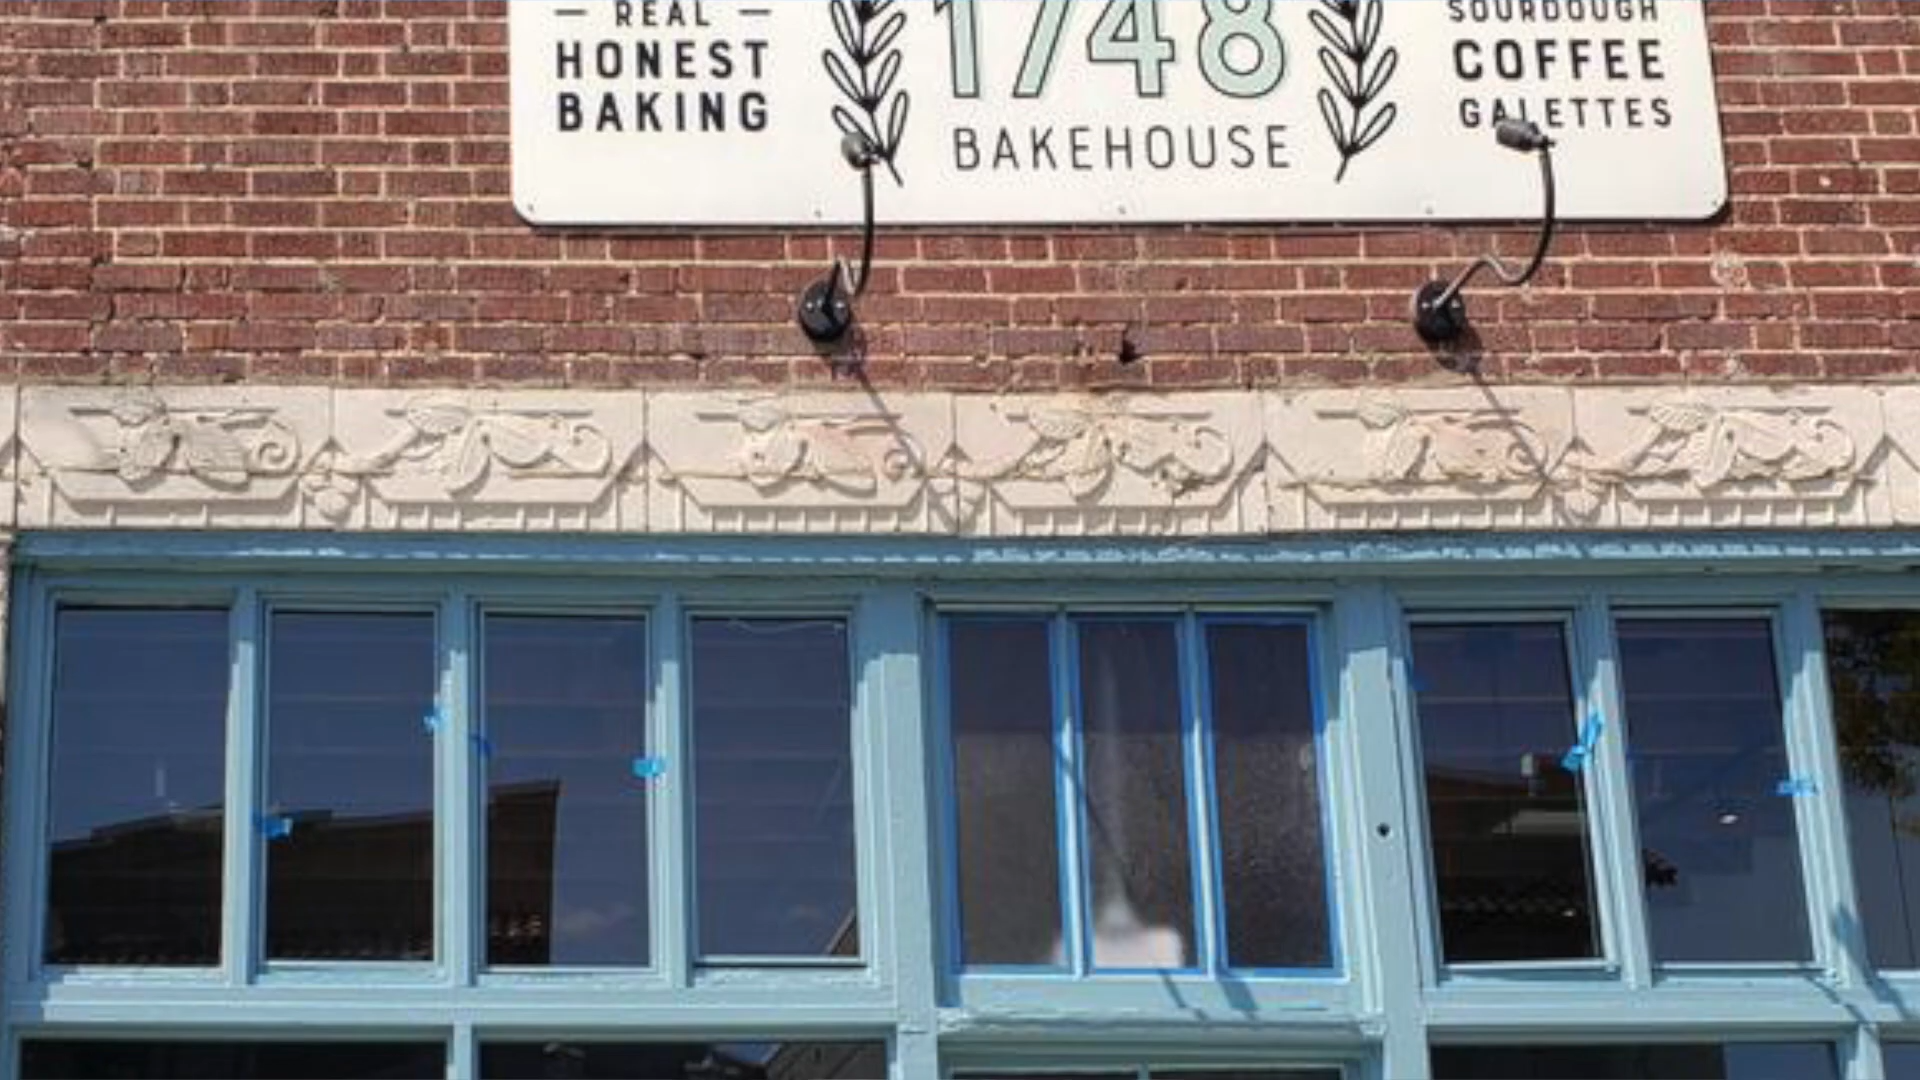 — REAL —
HONEST
BAKING
1748
BAKEHOUSE
SOURDOUGH
COFFEE
GALETTES